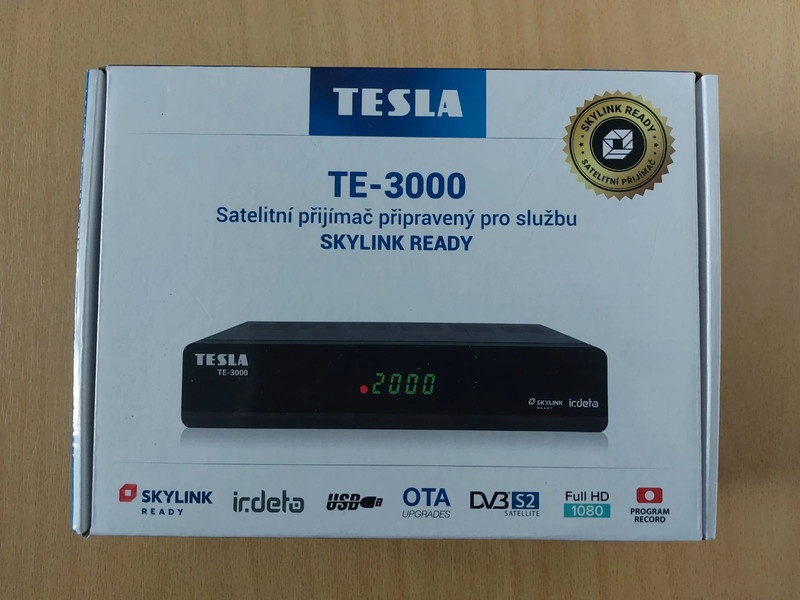 TESLA
SKYLINK READY
SATELITNÍ PŘIJÍMAČ
TE-3000
Satelitní přijímač připravený pro službu
SKYLINK READY
TESLA
TE-3000
2000
SKYLINK
READY
irdeto
SKYLINK
READY
irdeto
USB
OTA
UPGRADES
DVB S2
SATELLITE
Full HD
1080
PROGRAM
RECORD